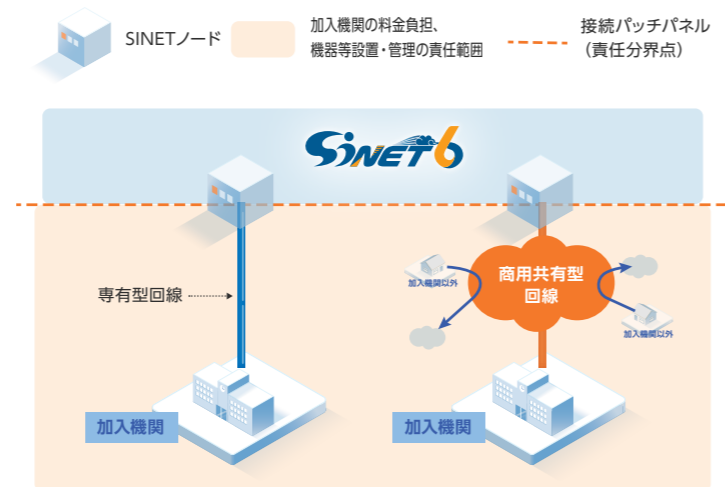 SINETノード
加入機関の料金負担、
機器等設置・管理の責任範囲
接続パッチパネル
（責任分界点）
SINET6
専有型回線
商用共有型
回線
加入機関以外
加入機関以外
加入機関
加入機関